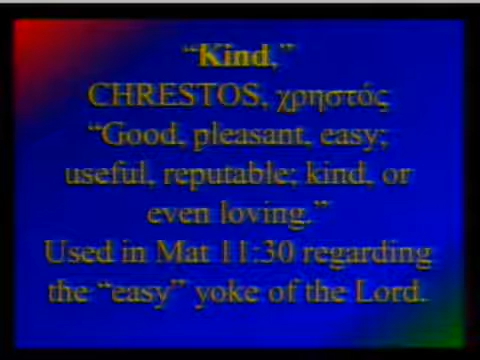 “Kind,”
CHRESTOS, χρηστός
“Good, pleasant, easy;
useful, reputable; kind, or
even loving.”
Used in Mat 11:30 regarding
the “easy” yoke of the Lord.